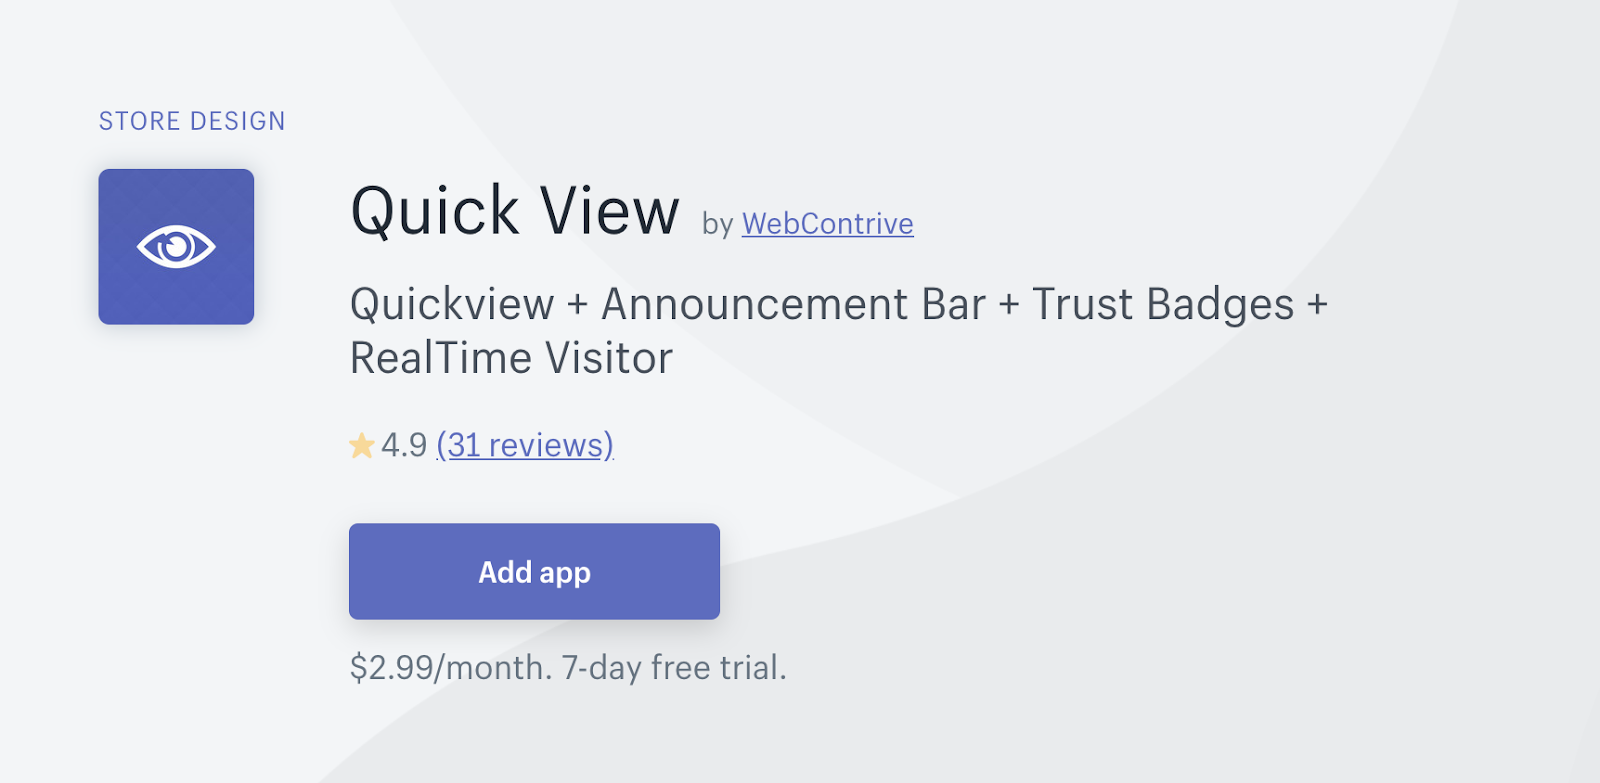 STORE DESIGN
Quick View by WebContrive
Quickview + Announcement Bar + Trust Badges +
RealTime Visitor
4.9 (31 reviews)
Add app
$2.99/month. 7-day free trial.